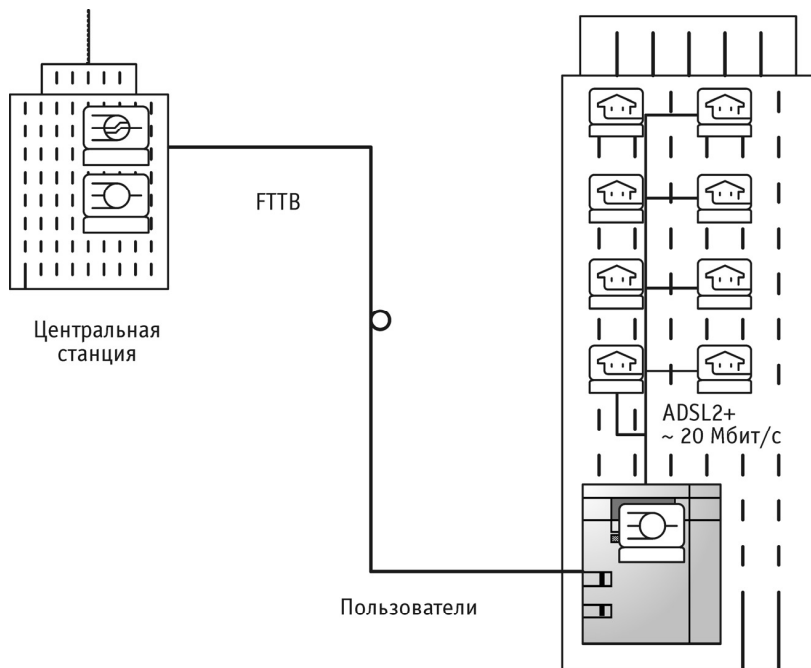 FTTB
Центральная
станция
ADSL2+
~ 20 Мбит/с
Пользователи